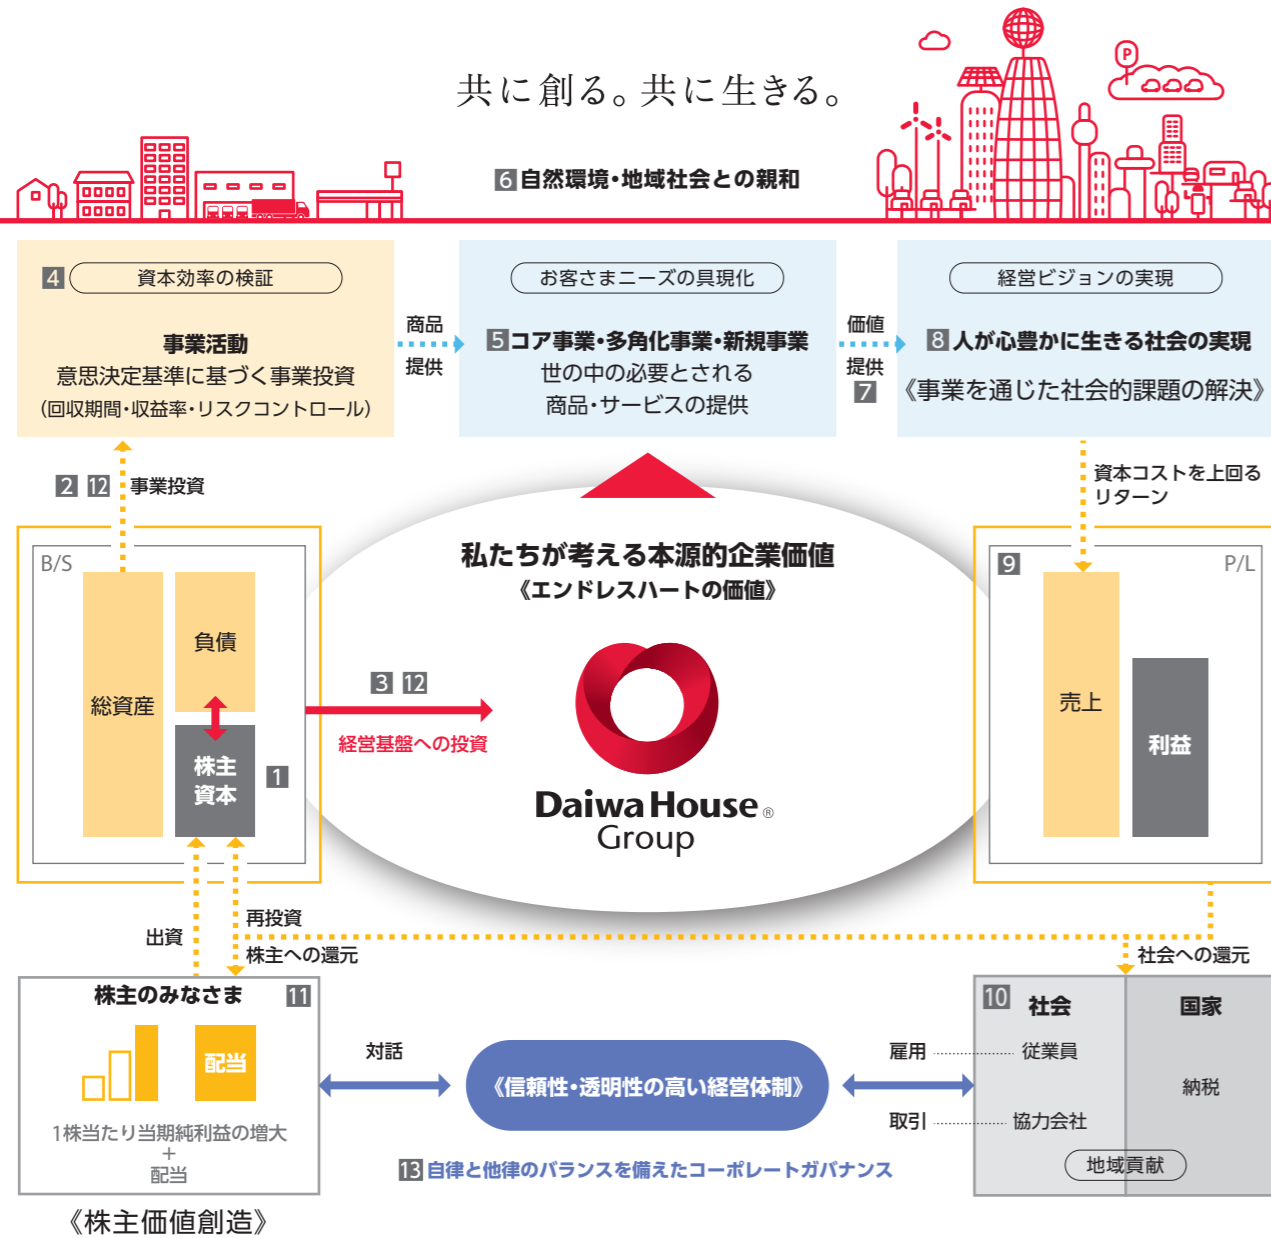 共に創る。共に生きる。
P
6 自然環境・地域社会との親和
4 資本効率の検証
事業活動
意思決定基準に基づく事業投資
（回収期間・収益率・リスクコントロール）
商品
提供
お客さまニーズの具現化
5 コア事業・多角化事業・新規事業
世の中の必要とされる
商品・サービスの提供
価値
提供
7
経営ビジョンの実現
8 人が心豊かに生きる社会の実現
《事業を通じた社会的課題の解決》
2 12 事業投資
資本コストを上回る
リターン
B/S
総資産
負債
株主
資本
1
3 12
経営基盤への投資
私たちが考える本源的企業価値
《エンドレスハートの価値》
Daiwa House ®
Group
9
P/L
売上
利益
出資
再投資
株主への還元
社会への還元
株主のみなさま 11
配当
1株当たり当期純利益の増大
+
配当
《株主価値創造》
対話
《信頼性・透明性の高い経営体制》
13 自律と他律のバランスを備えたコーポレートガバナンス
雇用
取引
10 社会
従業員
協力会社
国家
納税
地域貢献